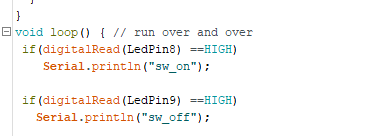 }
void loop() { // run over and over
if(digitalRead(LedPin8) ==HIGH)
Serial.println("sw_on");
if(digitalRead(LedPin9) ==HIGH)
Serial.println("sw_off");